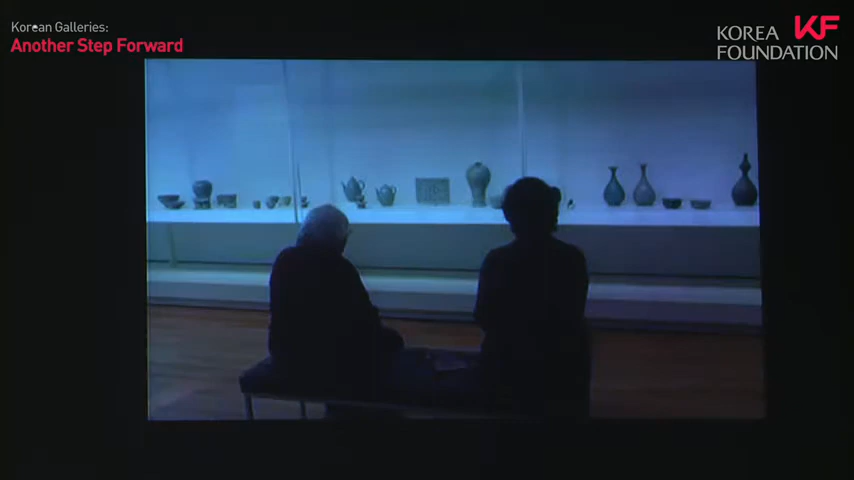 Korean Galleries:
Another Step Forward
KOREA KF
FOUNDATION